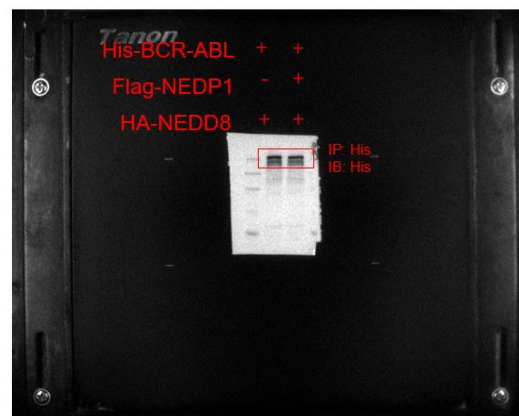 Tanon
His-BCR-ABL + +
Flag-NEDP1 - +
HA-NEDD8 + +
IP: His
IB: His